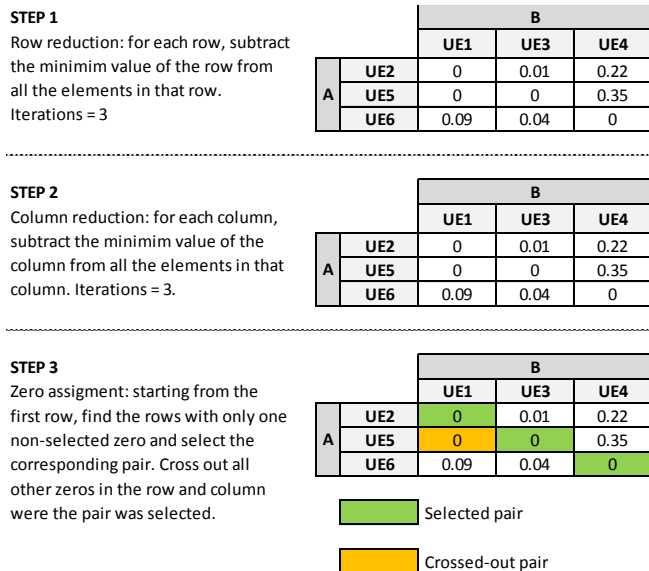 STEP 1
Row reduction: for each row, subtract
the minimim value of the row from
all the elements in that row.
Iterations = 3
B
UE1 UE3 UE4
UE2 0 0.01 0.22
A UE5 0 0 0.35
UE6 0.09 0.04 0
STEP 2
Column reduction: for each column,
subtract the minimim value of the
column from all the elements in that
column. Iterations = 3.
B
UE1 UE3 UE4
UE2 0 0.01 0.22
A UE5 0 0 0.35
UE6 0.09 0.04 0
STEP 3
Zero assigment: starting from the
first row, find the rows with only one
non-selected zero and select the
corresponding pair. Cross out all
other zeros in the row and column
were the pair was selected.
B
UE1 UE3 UE4
UE2 0 0.01 0.22
A UE5 0 0 0.35
UE6 0.09 0.04 0
Selected pair
Crossed-out pair